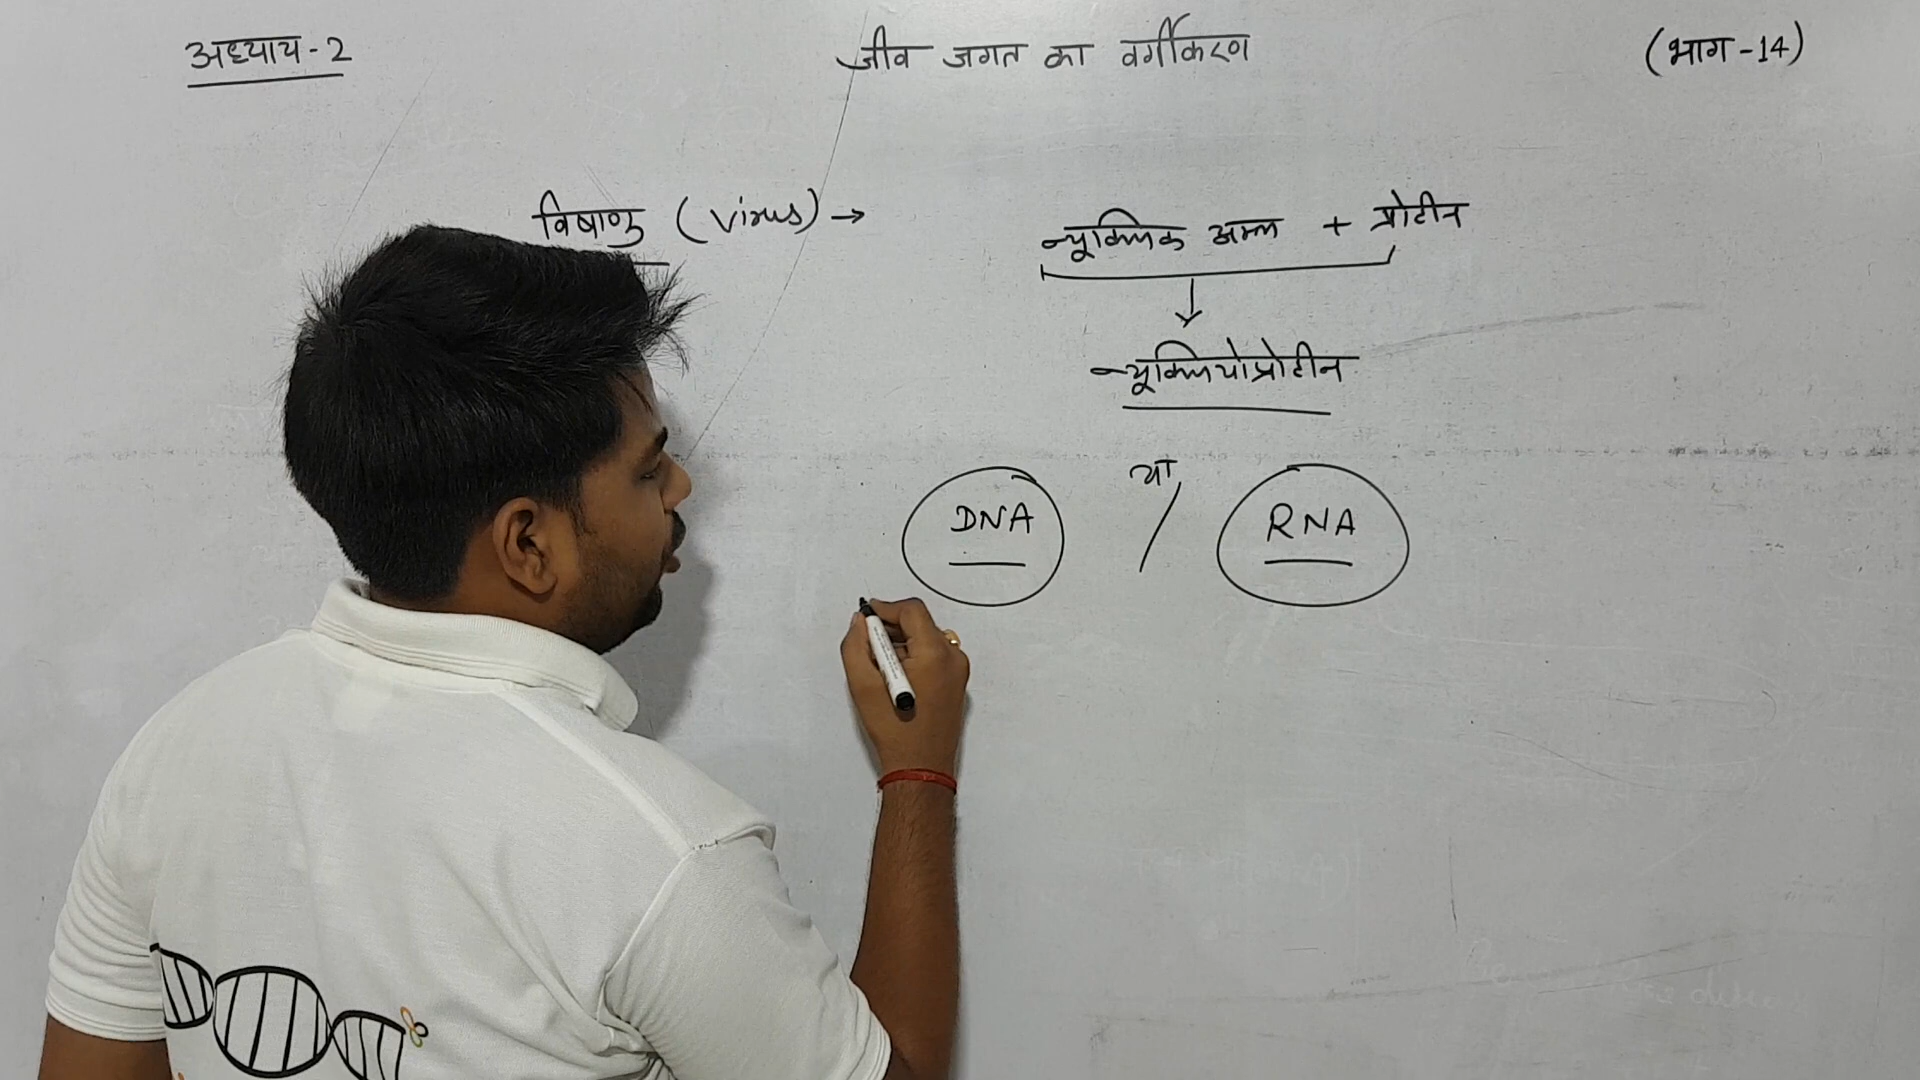 अध्याय-2 जीव जगत का वर्गीकरण (भाग-14)
विषाणु (Virus) → न्यूक्लिक अम्ल + प्रोटीन
↓
न्यूक्लियोप्रोटीन
DNA या / RNA